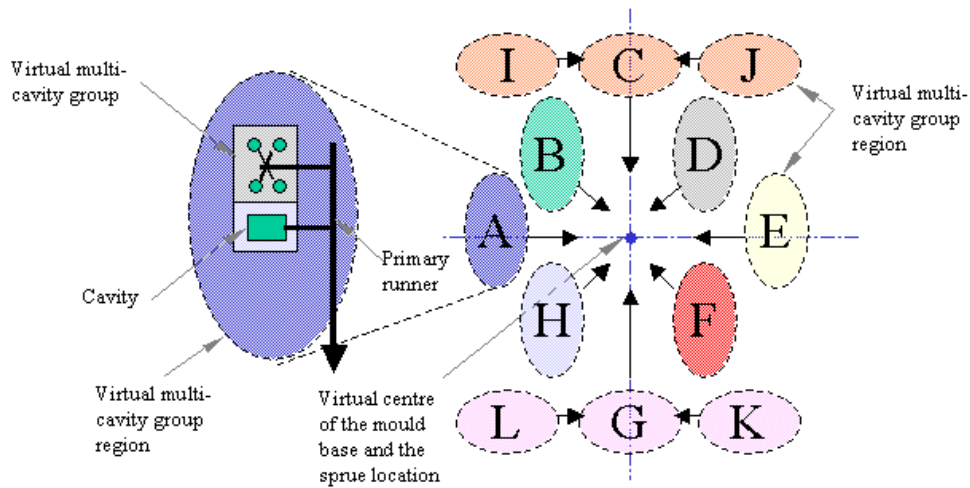 Virtual multi-
cavity group
Cavity
Virtual multi-
cavity group
region
Primary
runner
Virtual centre
of the mould
base and the
sprue location
I
C
J
B
D
A
E
H
F
L
G
K
Virtual multi-
cavity group
region